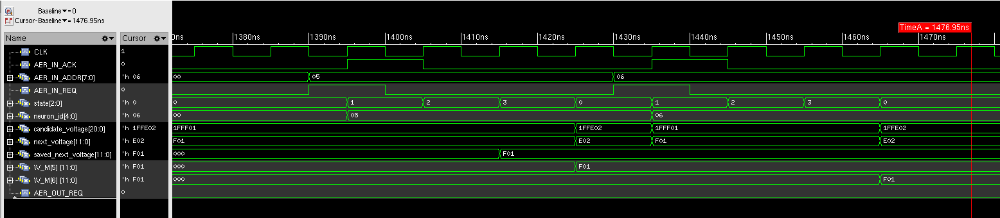 Baseline▼= 0
Cursor-Baseline▼= 1476.95ns
TimeA = 1476.95ns
Name Cursor 0ns 1380ns 1390ns 1400ns 1410ns 1420ns 1430ns 1440ns 1450ns 1460ns 1470ns
CLK 1
AER_IN_ACK 0
AER_IN_ADDR[7:0] 'h 06 00 05 06
AER_IN_REQ 0
state[2:0] 'h 0 0 1 2 3 0 1 2 3 0
neuron_id[4:0] 'h 06 00 05 06
candidate_voltage[20:0] 'h 1FFE02 1FFF01 1FFE02 1FFF01 1FFE02
next_voltage[11:0] 'h E02 F01 E02 F01 E02
saved_next_voltage[11:0] 'h F01 000 F01
\V_M[5] [11:0] 'h F01 000 F01
\V_M[6] [11:0] 'h F01 000 F01
AER_OUT_REQ 0